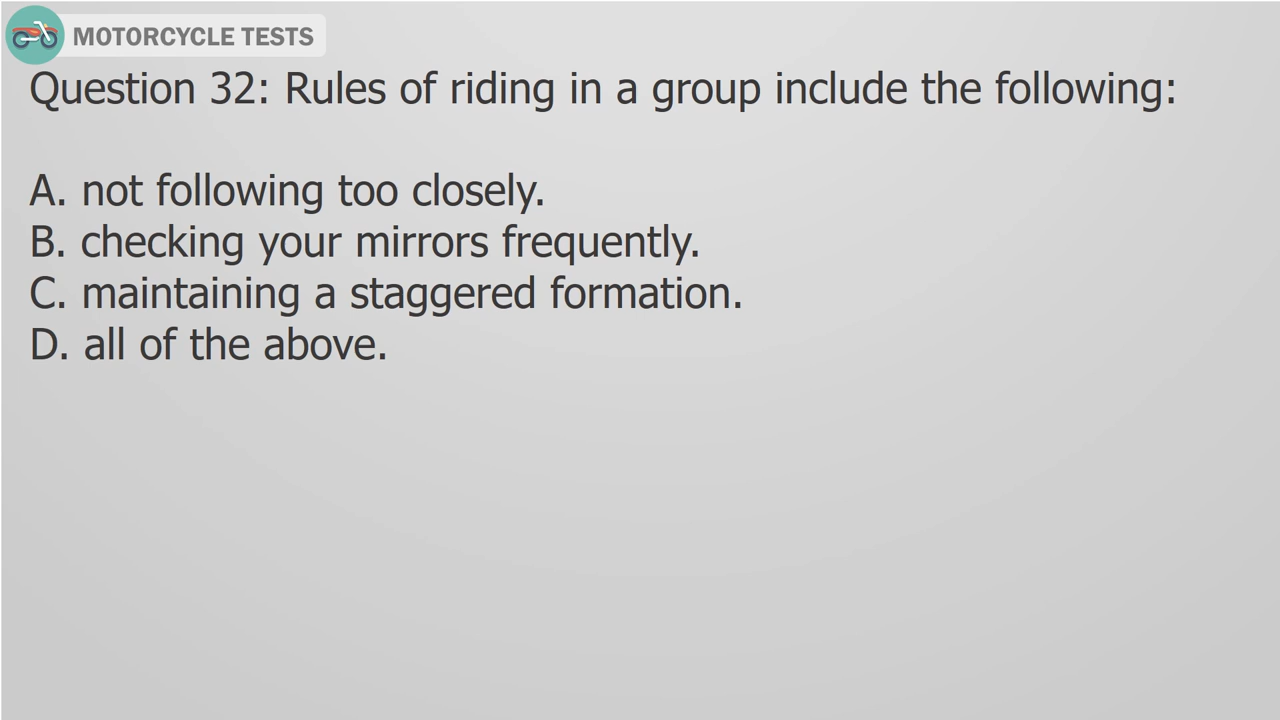 MOTORCYCLE TESTS
Question 32: Rules of riding in a group include the following:
A. not following too closely.
B. checking your mirrors frequently.
C. maintaining a staggered formation.
D. all of the above.